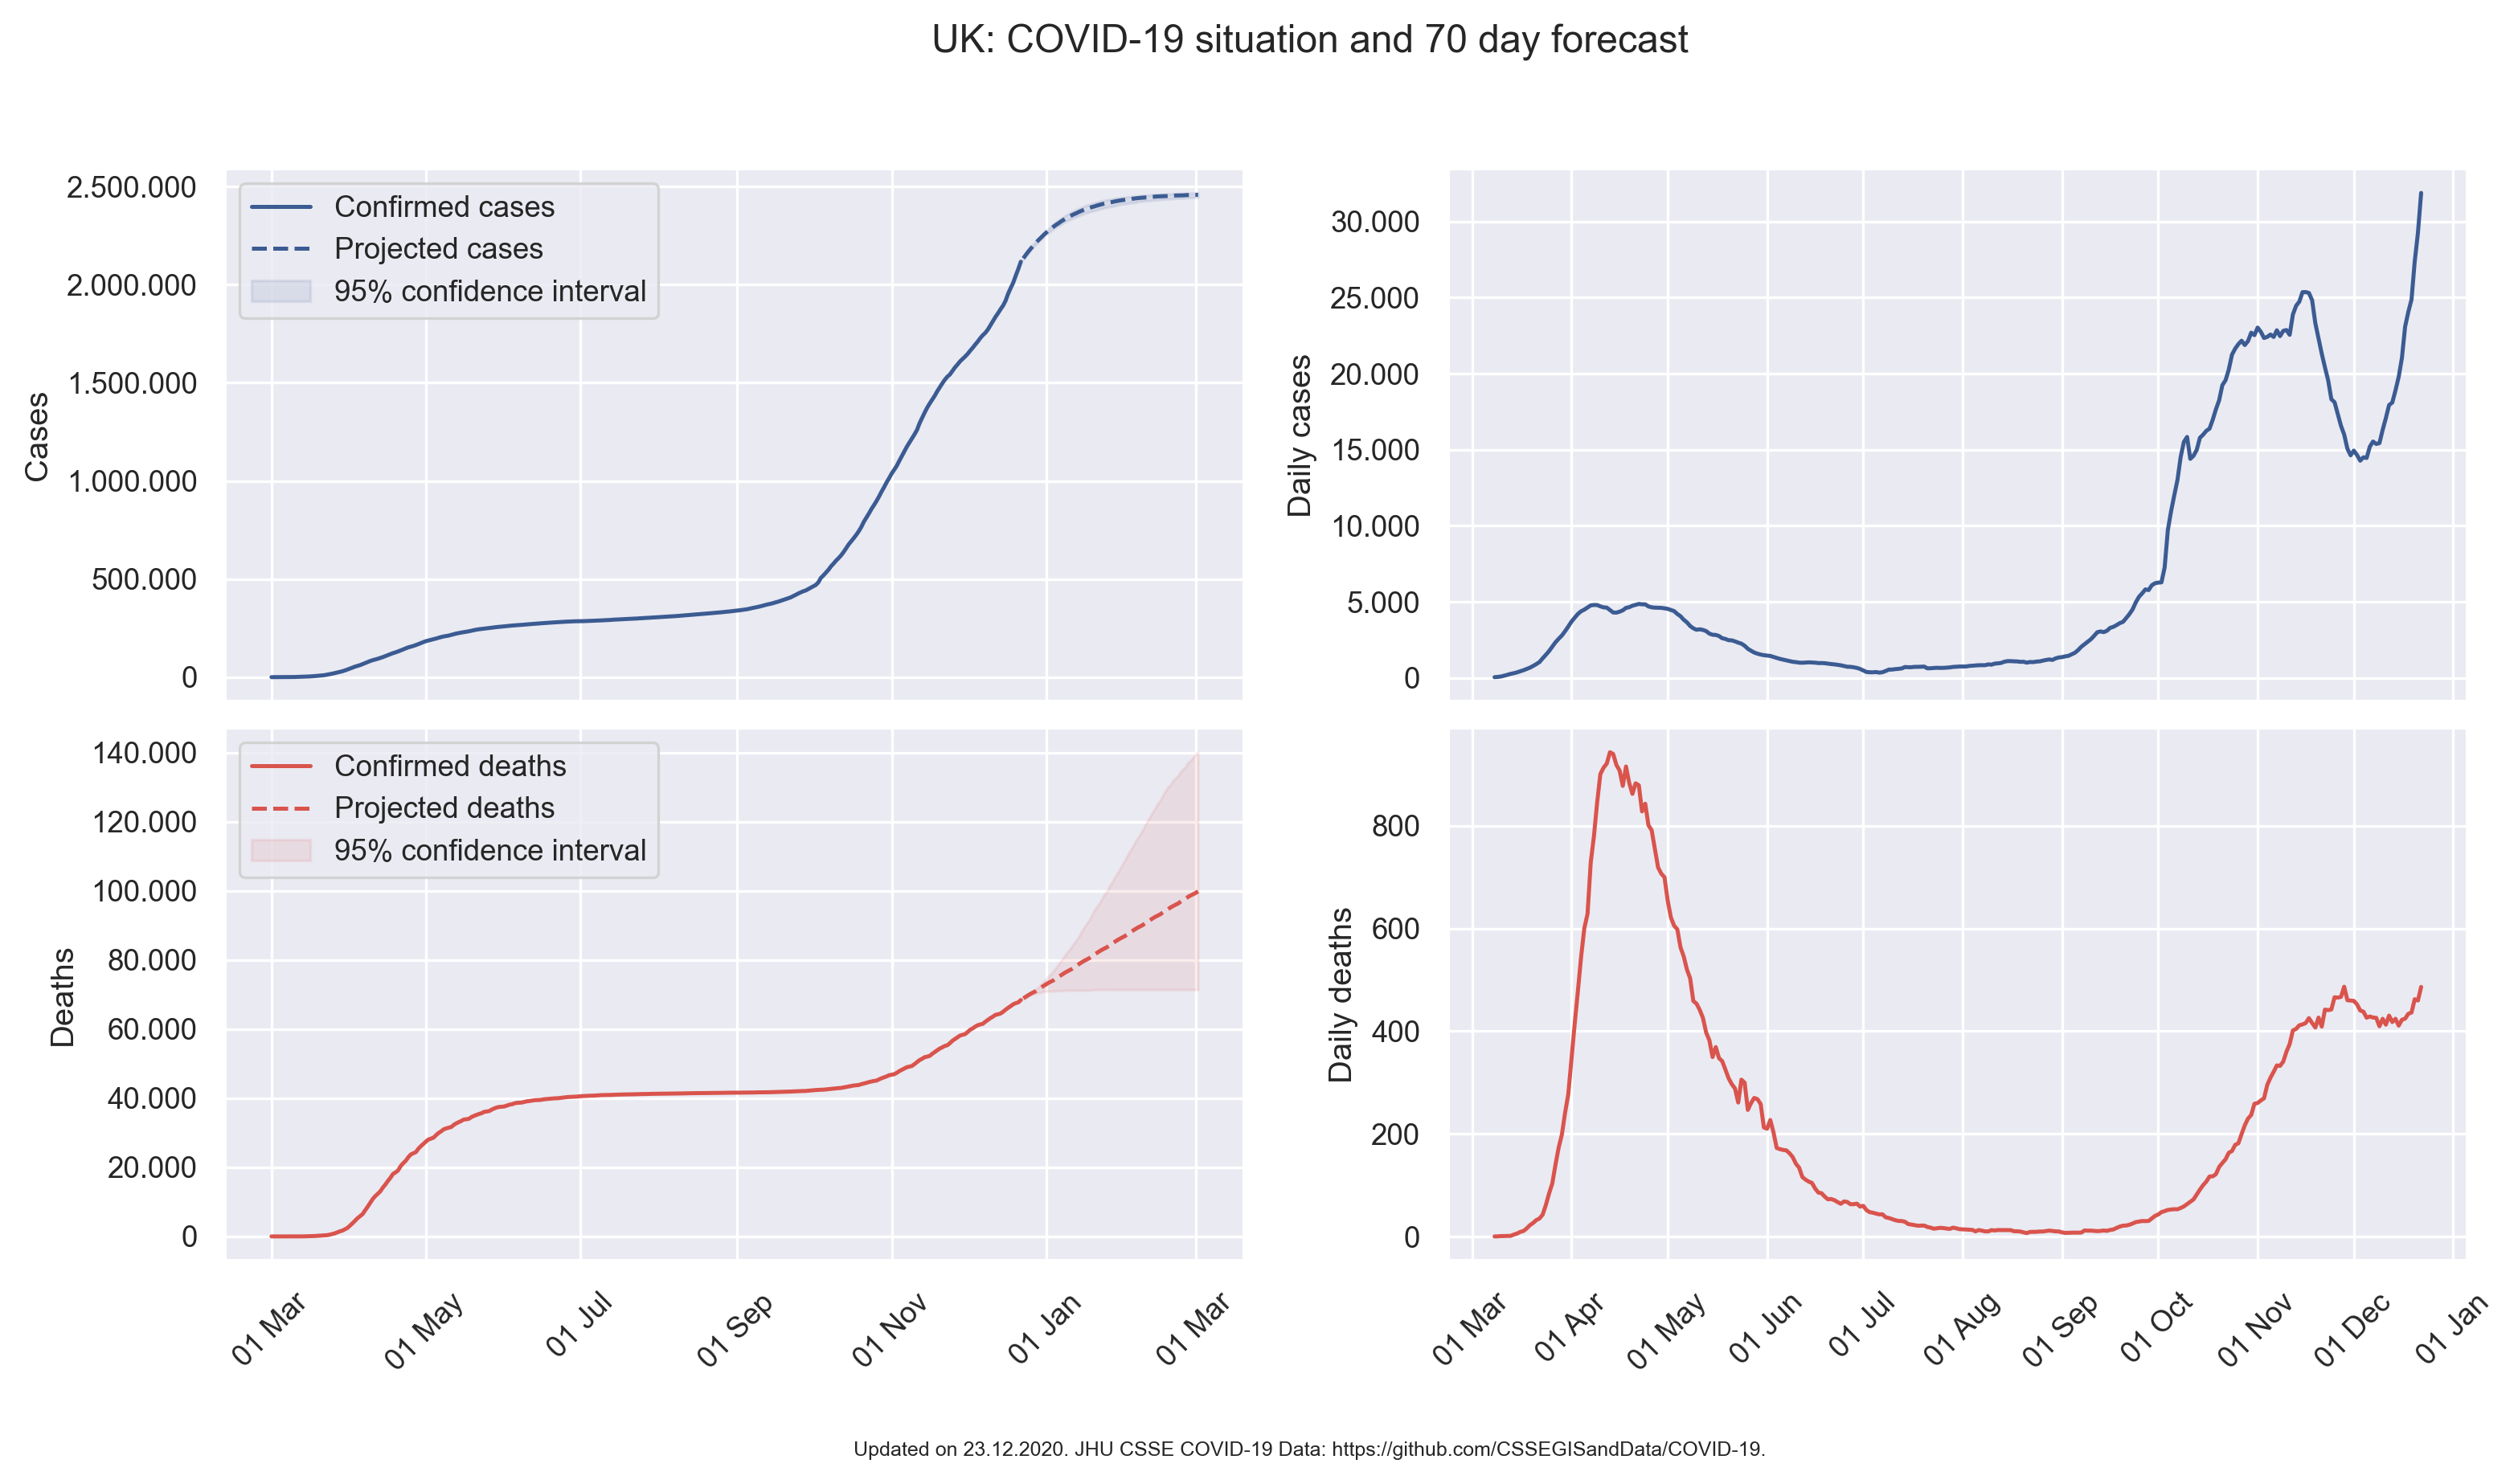 UK: COVID-19 situation and 70 day forecast
2.500.000
2.000.000
1.500.000
1.000.000
500.000
0
Cases
Confirmed cases
Projected cases
95% confidence interval
30.000
25.000
20.000
15.000
10.000
5.000
0
Daily cases
140.000
120.000
100.000
80.000
60.000
40.000
20.000
0
Deaths
Confirmed deaths
Projected deaths
95% confidence interval
01 Mar
01 May
01 Jul
01 Sep
01 Nov
01 Jan
01 Mar
800
600
400
200
0
Daily deaths
01 Mar
01 Apr
01 May
01 Jun
01 Jul
01 Aug
01 Sep
01 Oct
01 Nov
01 Dec
01 Jan
Updated on 23.12.2020. JHU CSSE COVID-19 Data: https://github.com/CSSEGISandData/COVID-19.